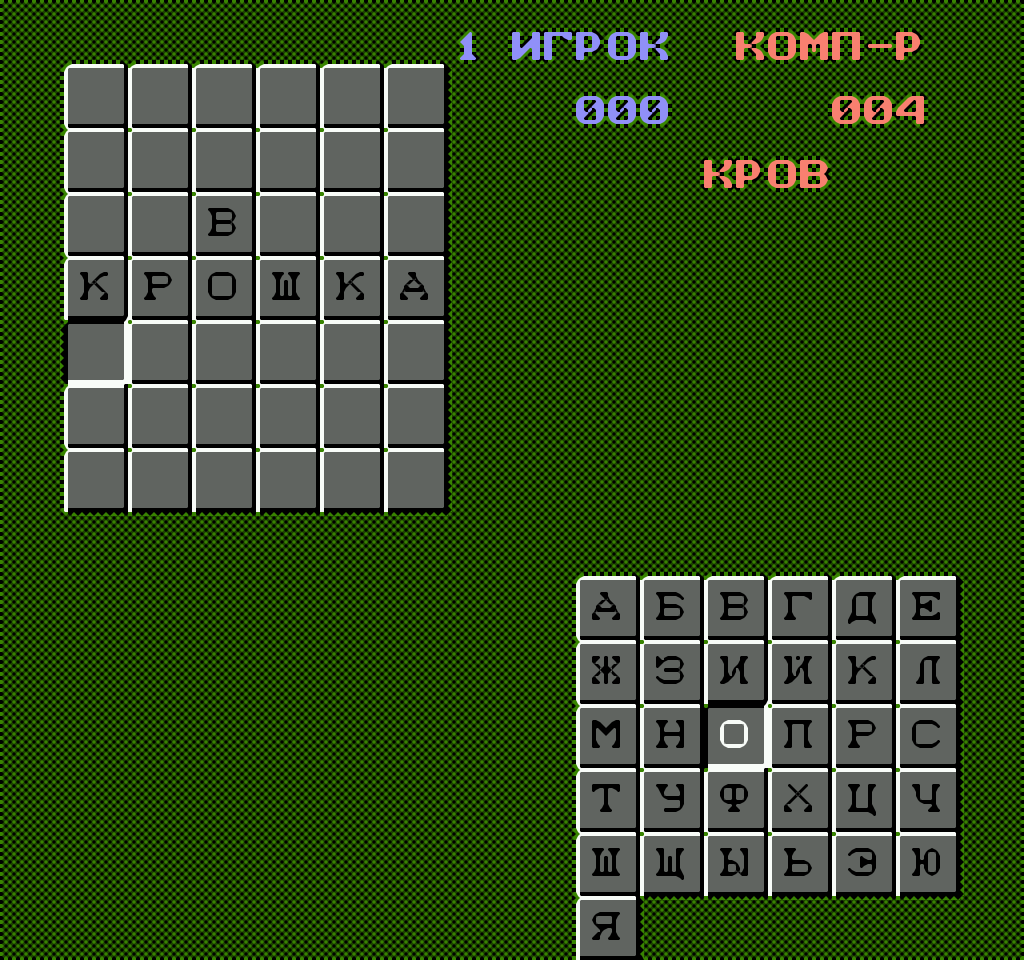 1 ИГРОК КОМП-Р
000 004
КРОВ
В
КРОШКА
А Б В Г Д Е
Ж З И Й К Л
М Н О П Р С
Т У Ф Х Ц Ч
Ш Щ Ы Ь Э Ю
Я